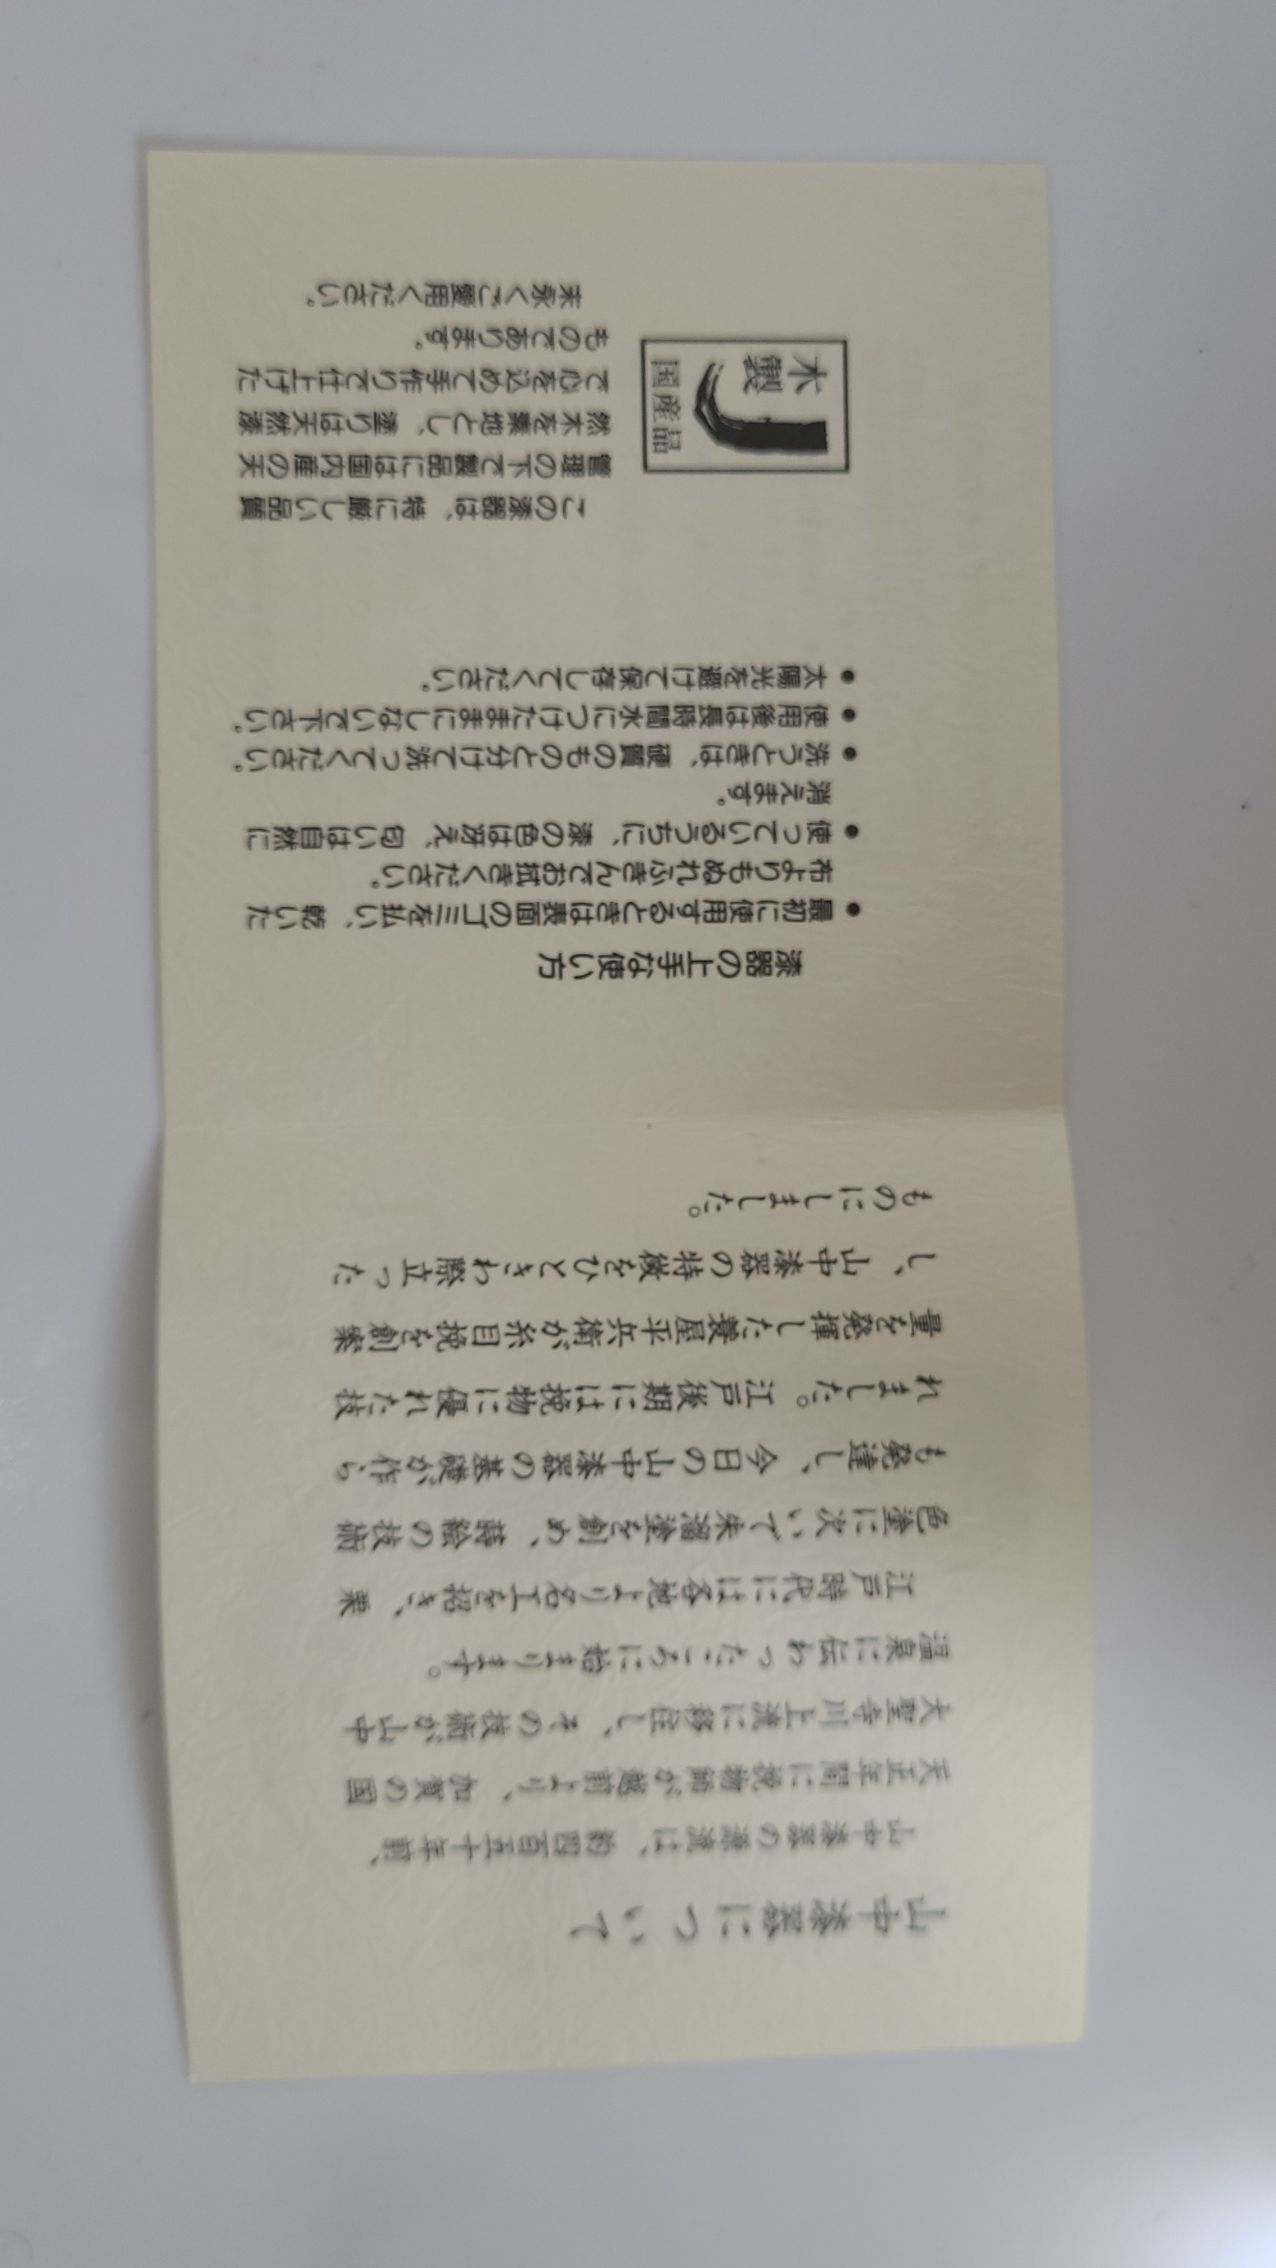 山中漆器について
山中漆器の源流は、約四百五十年前、
天正年間に挽物師が越前より、加賀の国
大聖寺川上流に移住し、その技術が山中
温泉に伝わったころに始まります。
江戸時代には各地より名工を招き、栗
色塗に次いで朱溜塗を創め、蒔絵の技術
も発達し、今日の山中漆器の基礎が作ら
れました。江戸後期には挽物に優れた技
量を発揮した蓑屋平兵衛が糸目挽を創案
し、山中漆器の特徴をひときわ際立った
ものにしました。
漆器の上手な使い方
● 最初に使用するときは表面のゴミを払い、乾いた
布よりもぬれふきんでお拭きください。
● 使っているうちに、漆の色は冴え、匂いは自然に
消えます。
● 洗うときは、硬質のものと分けて洗ってください。
● 使用後は長時間水につけたままにしないで下さい。
● 太陽光を避けて保存してください。
この漆器は、特に厳しい品質
管理の下で製品には国内産の天
然木を素地とし、塗りは天然漆
で心を込めて手作りで仕上げた
ものであります。
末永くご愛用ください。
木製
国産品